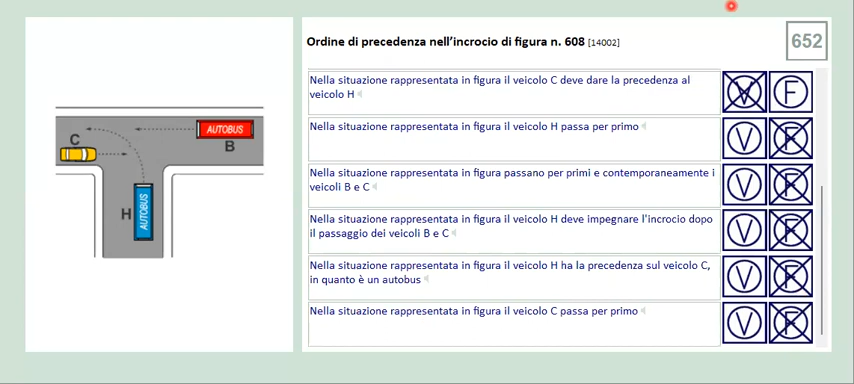 Ordine di precedenza nell'incrocio di figura n. 608 [14002]
652
Nella situazione rappresentata in figura il veicolo C deve dare la precedenza al
veicolo H
V F
Nella situazione rappresentata in figura il veicolo H passa per primo
V F
Nella situazione rappresentata in figura passano per primi e contemporaneamente i
veicoli B e C
V F
Nella situazione rappresentata in figura il veicolo H deve impegnare l'incrocio dopo
il passaggio dei veicoli B e C
V F
Nella situazione rappresentata in figura il veicolo H ha la precedenza sul veicolo C,
in quanto è un autobus
V F
Nella situazione rappresentata in figura il veicolo C passa per primo
V F
AUTOBUS
B
C
H
AUTOBUS